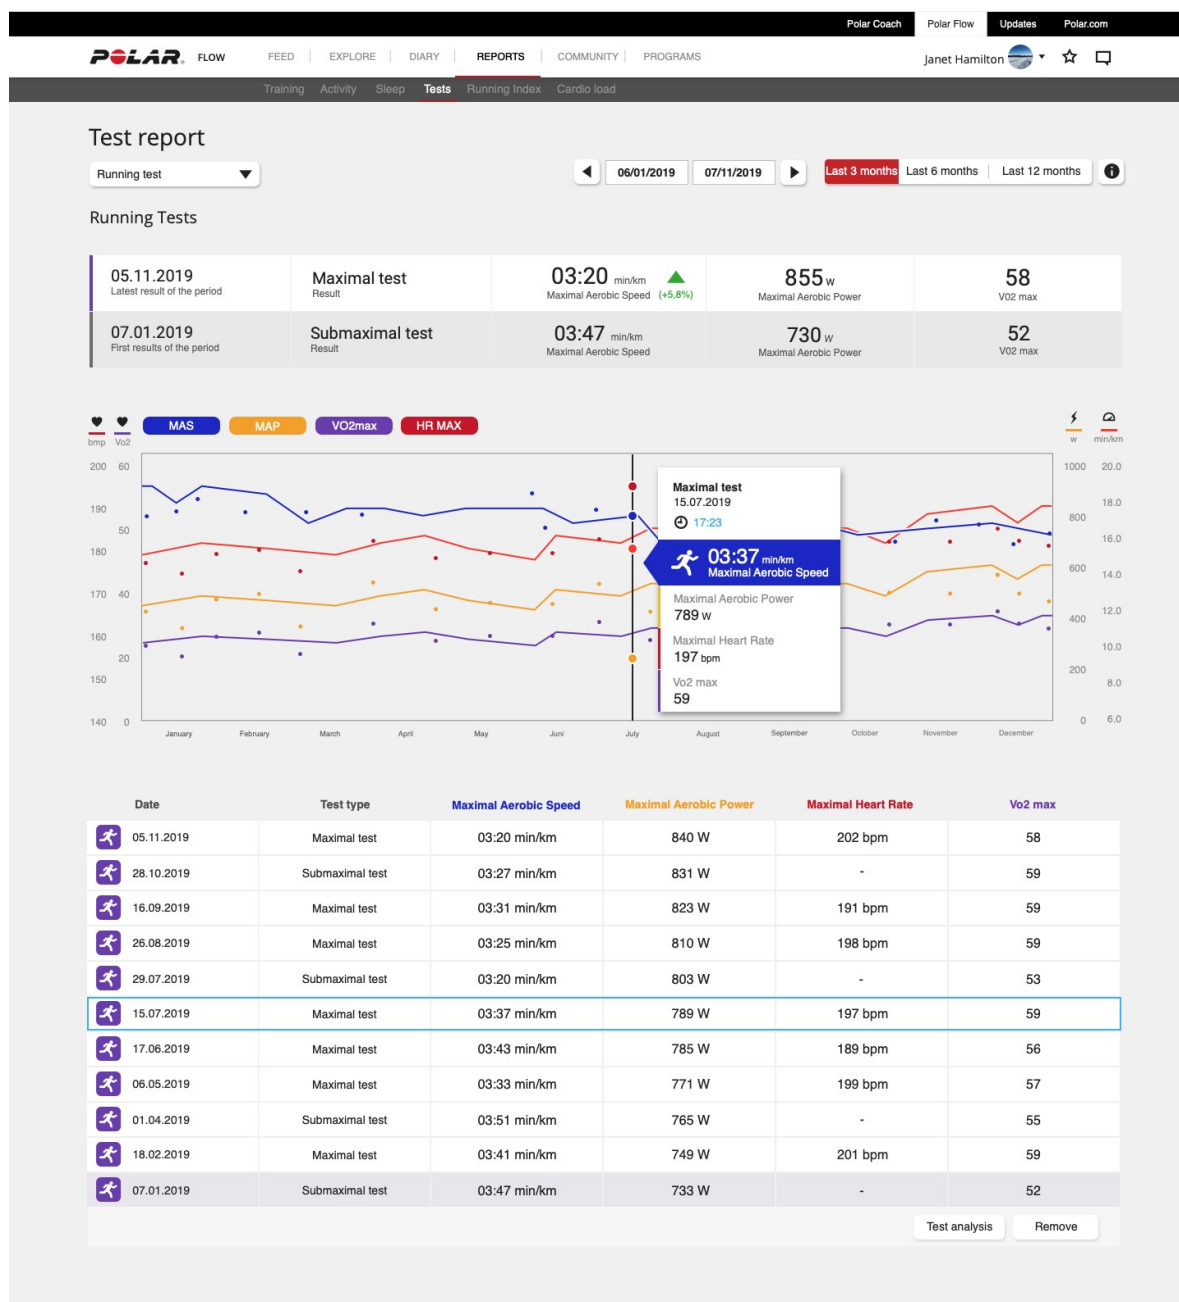 Polar Coach Polar Flow Updates Polar.com
POLAR. FLOW FEED EXPLORE DIARY REPORTS COMMUNITY PROGRAMS Janet Hamilton
Training Activity Sleep Tests Running Index Cardio load
Test report
Running test 06/01/2019 07/11/2019 Last 3 months Last 6 months Last 12 months
Running Tests
05.11.2019 Maximal test 03:20 min/km 855 w 58
Latest result of the period Result Maximal Aerobic Speed (+5,8%) Maximal Aerobic Power V02 max
07.01.2019 Submaximal test 03:47 min/km 730 w 52
First results of the period Result Maximal Aerobic Speed Maximal Aerobic Power V02 max
MAS MAP VO2max HR MAX
bmp Vo2 w min/km
200 60 1000 20.0
190 18.0
50 800
180 16.0
600
170 40 14.0
400 12.0
160 10.0
20 200
150 8.0
140 0 0 6.0
Maximal test
15.07.2019
17:23
03:37 min/km
Maximal Aerobic Speed
Maximal Aerobic Power
789 w
Maximal Heart Rate
197 bpm
Vo2 max
59
January February March April May Juni July August September October November December
Date Test type Maximal Aerobic Speed Maximal Aerobic Power Maximal Heart Rate Vo2 max
05.11.2019 Maximal test 03:20 min/km 840 W 202 bpm 58
28.10.2019 Submaximal test 03:27 min/km 831 W - 59
16.09.2019 Maximal test 03:31 min/km 823 W 191 bpm 59
26.08.2019 Maximal test 03:25 min/km 810 W 198 bpm 59
29.07.2019 Submaximal test 03:20 min/km 803 W - 53
15.07.2019 Maximal test 03:37 min/km 789 W 197 bpm 59
17.06.2019 Maximal test 03:43 min/km 785 W 189 bpm 56
06.05.2019 Maximal test 03:33 min/km 771 W 199 bpm 57
01.04.2019 Submaximal test 03:51 min/km 765 W - 55
18.02.2019 Maximal test 03:41 min/km 749 W 201 bpm 59
07.01.2019 Submaximal test 03:47 min/km 733 W - 52
Test analysis Remove